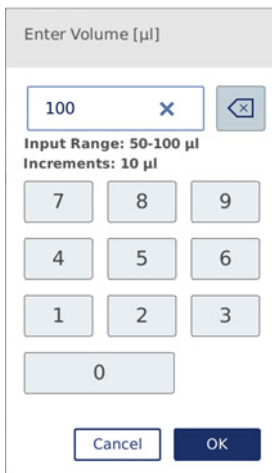 Enter Volume [µl]
100
Input Range: 50-100 µl
Increments: 10 µl
7 8 9
4 5 6
1 2 3
0
Cancel OK